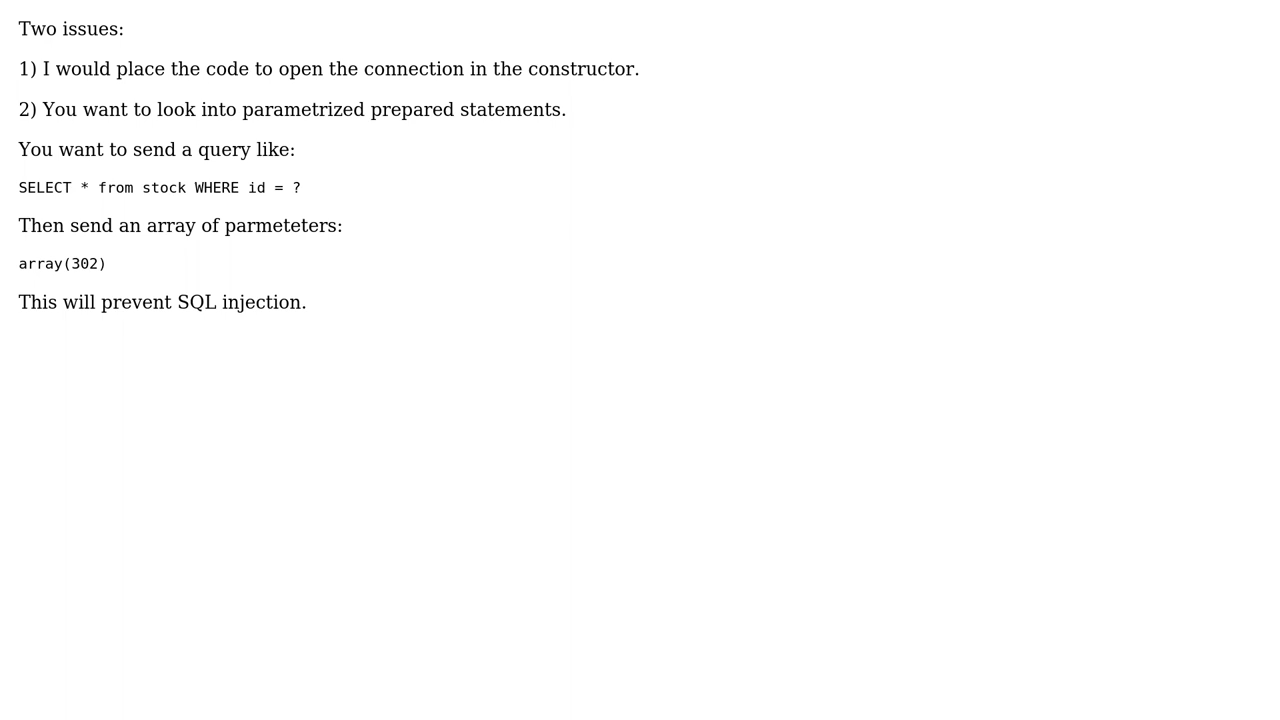 Two issues:
1) I would place the code to open the connection in the constructor.
2) You want to look into parametrized prepared statements.
You want to send a query like:
SELECT * from stock WHERE id = ?
Then send an array of parmeteters:
array(302)
This will prevent SQL injection.